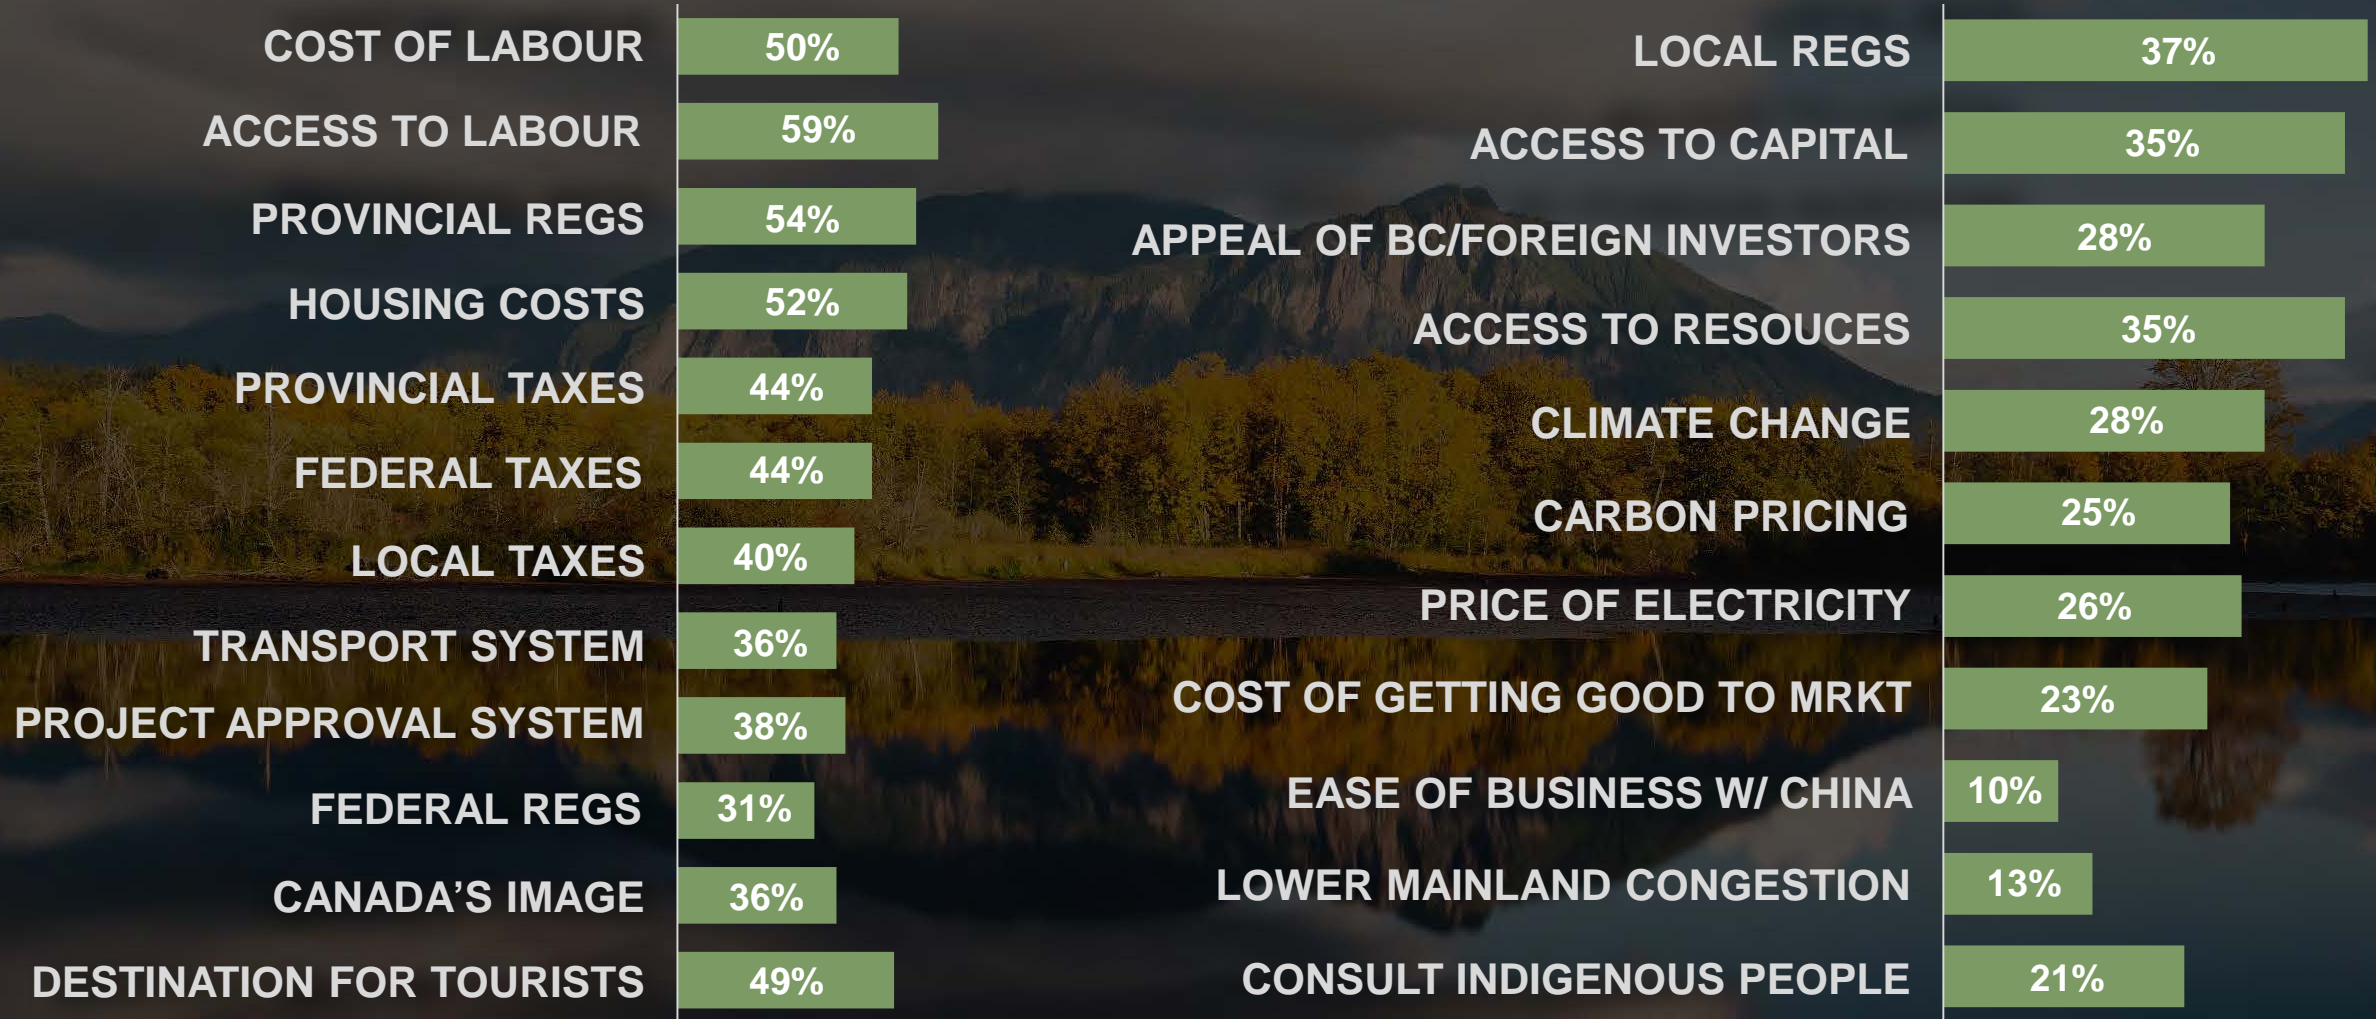 COST OF LABOUR 50%
ACCESS TO LABOUR 59%
PROVINCIAL REGS 54%
HOUSING COSTS 52%
PROVINCIAL TAXES 44%
FEDERAL TAXES 44%
LOCAL TAXES 40%
TRANSPORT SYSTEM 36%
PROJECT APPROVAL SYSTEM 38%
FEDERAL REGS 31%
CANADA’S IMAGE 36%
DESTINATION FOR TOURISTS 49%
LOCAL REGS 37%
ACCESS TO CAPITAL 35%
APPEAL OF BC/FOREIGN INVESTORS 28%
ACCESS TO RESOUCES 35%
CLIMATE CHANGE 28%
CARBON PRICING 25%
PRICE OF ELECTRICITY 26%
COST OF GETTING GOOD TO MRKT 23%
EASE OF BUSINESS W/ CHINA 10%
LOWER MAINLAND CONGESTION 13%
CONSULT INDIGENOUS PEOPLE 21%